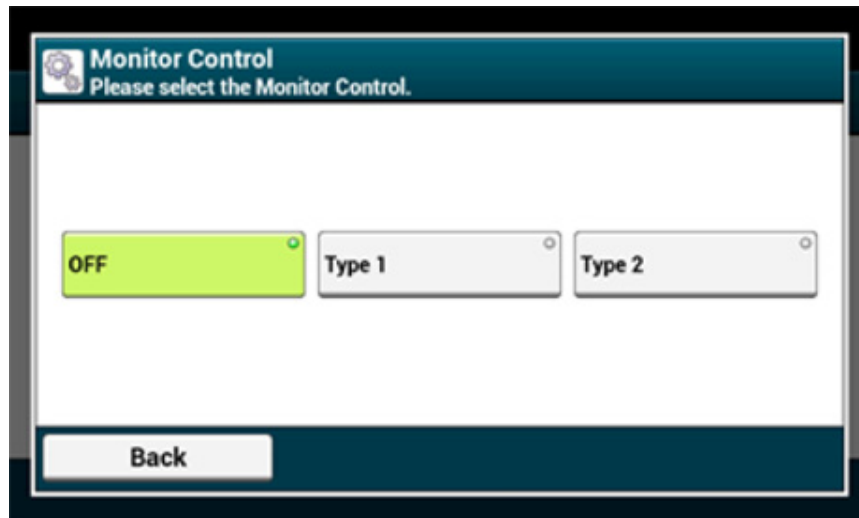 Monitor Control
Please select the Monitor Control.
OFF
Type 1
Type 2
Back